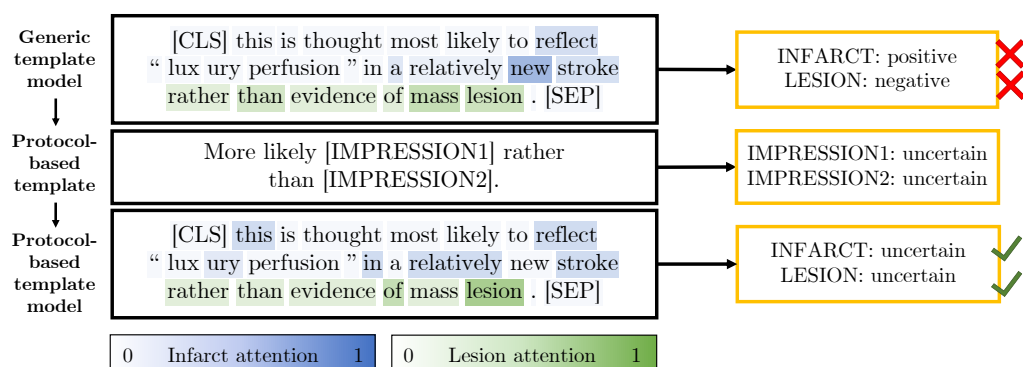 Generic
template
model
[CLS] this is thought most likely to reflect
“ lux ury perfusion ” in a relatively new stroke
rather than evidence of mass lesion . [SEP]
INFARCT: positive
LESION: negative
Protocol-
based
template
More likely [IMPRESSION1] rather
than [IMPRESSION2].
IMPRESSION1: uncertain
IMPRESSION2: uncertain
Protocol-
based
template
model
[CLS] this is thought most likely to reflect
“ lux ury perfusion ” in a relatively new stroke
rather than evidence of mass lesion . [SEP]
INFARCT: uncertain
LESION: uncertain
0 Infarct attention 1
0 Lesion attention 1